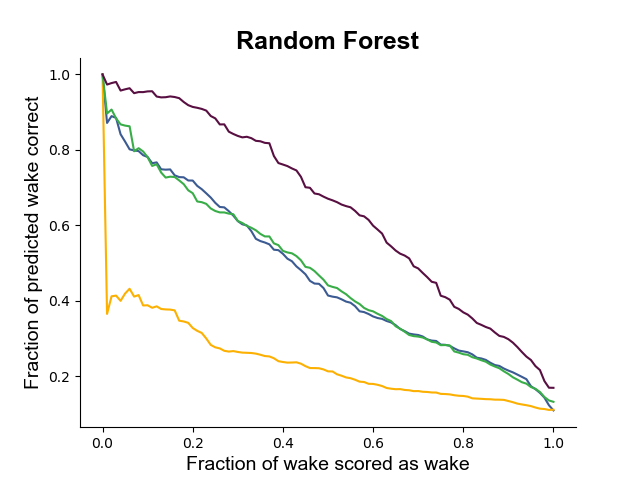 Random Forest
Fraction of predicted wake correct
1.0
0.8
0.6
0.4
0.2
0.0 0.2 0.4 0.6 0.8 1.0
Fraction of wake scored as wake